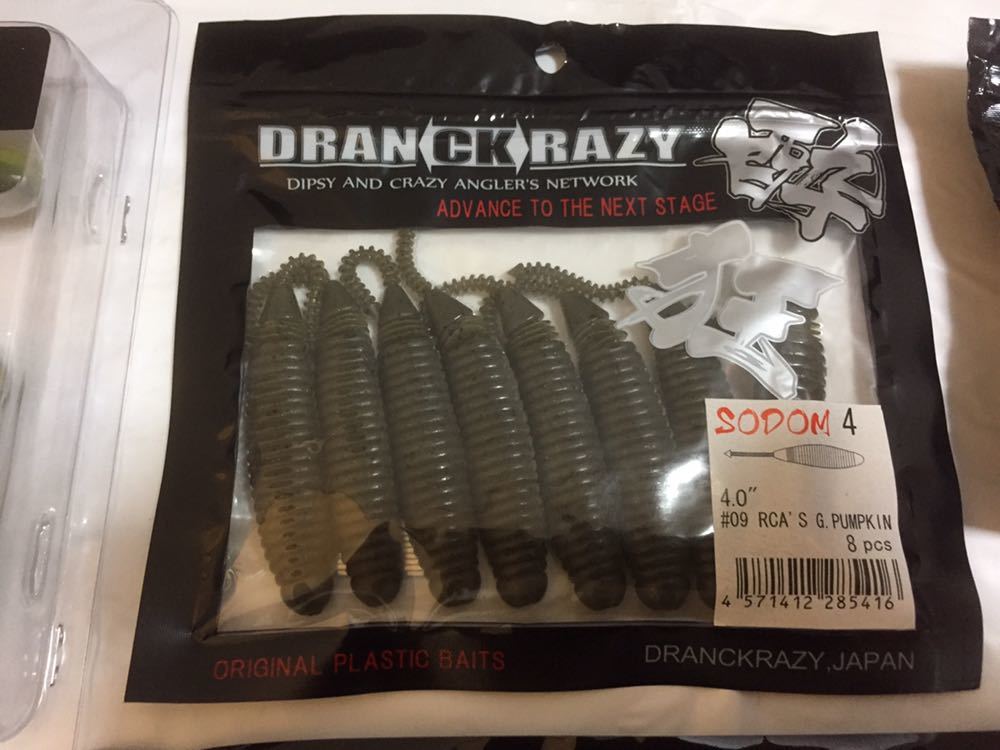 DRANCKRAZY
DIPSY AND CRAZY ANGLER'S NETWORK
ADVANCE TO THE NEXT STAGE
SODOM 4
4.0"
#09 RCA'S G.PUMPKIN
8 pcs
4 571412 285416
ORIGINAL PLASTIC BAITS
DRANCKRAZY,JAPAN